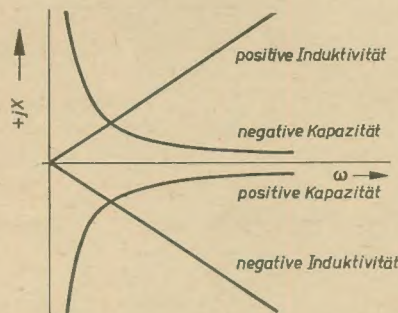 positive Induktivität
+jX
negative Kapazität
ω
positive Kapazität
negative Induktivität